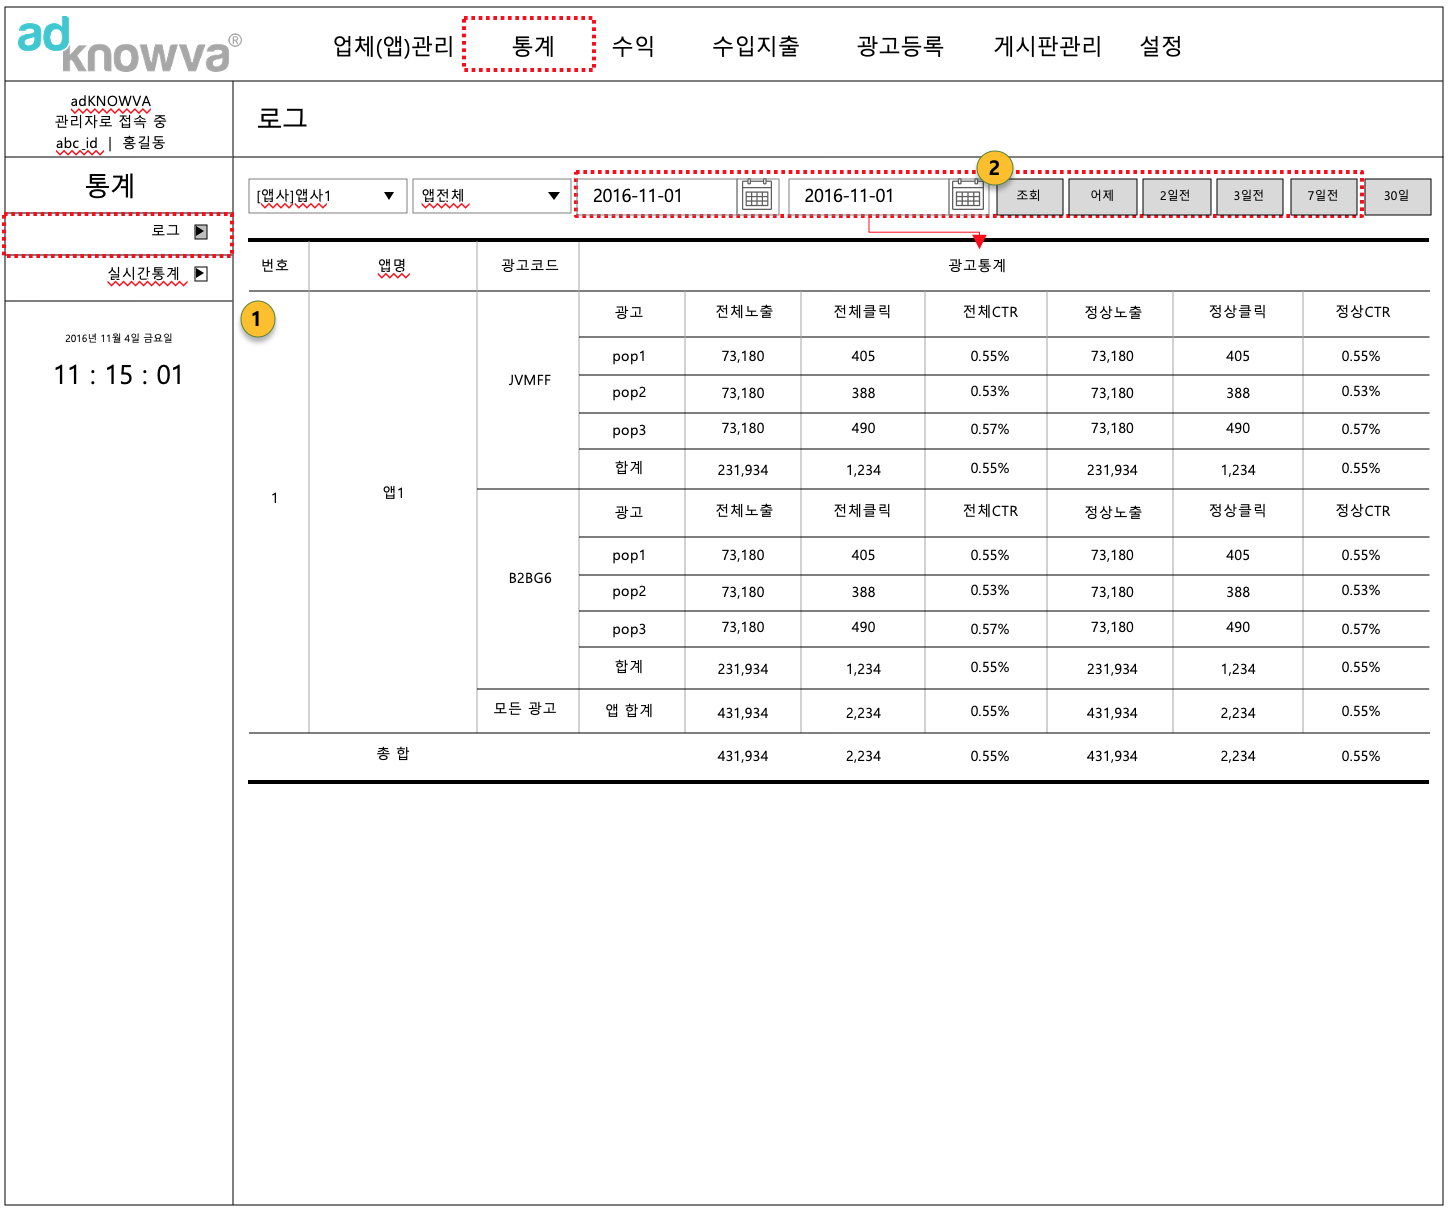 adknowva®
업체(앱)관리 통계 수익 수입지출 광고등록 게시판관리 설정
adKNOWVA
관리자로 접속 중
abc_id | 홍길동
로그
통계
로그
실시간통계
2016년 11월 4일 금요일
11 : 15 : 01
2
[앱사]앱사1 앱전체 2016-11-01 2016-11-01 조회 어제 2일전 3일전 7일전 30일
번호 앱명 광고코드 광고통계
1
광고 전체노출 전체클릭 전체CTR 정상노출 정상클릭 정상CTR
pop1 73,180 405 0.55% 73,180 405 0.55%
JVMFF
pop2 73,180 388 0.53% 73,180 388 0.53%
pop3 73,180 490 0.57% 73,180 490 0.57%
합계 231,934 1,234 0.55% 231,934 1,234 0.55%
1 앱1
광고 전체노출 전체클릭 전체CTR 정상노출 정상클릭 정상CTR
pop1 73,180 405 0.55% 73,180 405 0.55%
B2BG6
pop2 73,180 388 0.53% 73,180 388 0.53%
pop3 73,180 490 0.57% 73,180 490 0.57%
합계 231,934 1,234 0.55% 231,934 1,234 0.55%
모든 광고 앱 합계 431,934 2,234 0.55% 431,934 2,234 0.55%
총 합 431,934 2,234 0.55% 431,934 2,234 0.55%